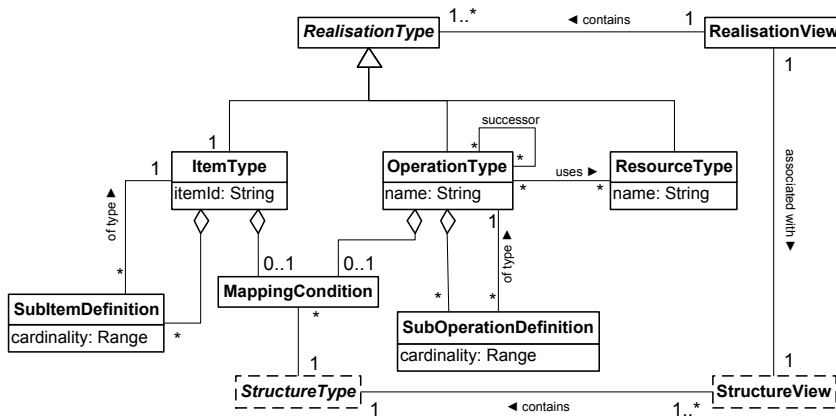 1..*
◄ contains
1
RealisationType
RealisationView
1
successor
1
*
1
ItemType
OperationType
*
ResourceType
itemId: String
name: String
*
uses ►
*
name: String
of type ►
1
of type ►
associated with ►
0..1
0..1
*
MappingCondition
*
*
SubItemDefinition
*
*
SubOperationDefinition
cardinality: Range
cardinality: Range
1
1
StructureType
StructureView
1
◄ contains
1..*